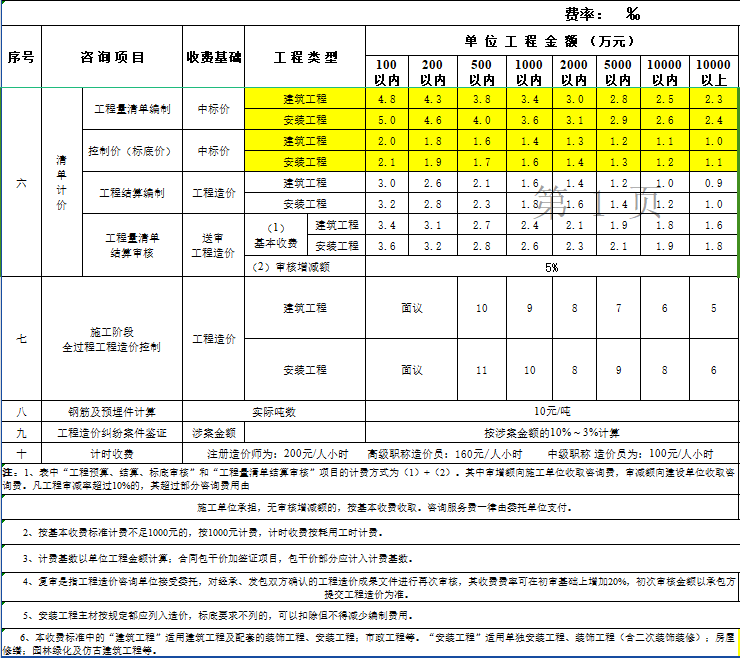 费率： ‰
序号 咨询项目 收费基础 工程类型 单位工程金额（万元）
100以内 200以内 500以内 1000以内 2000以内 5000以内 10000以内 10000以上
六 清单计价 工程量清单编制 中标价 建筑工程 4.8 4.3 3.8 3.4 3.0 2.8 2.5 2.3
安装工程 5.0 4.6 4.0 3.6 3.1 2.9 2.6 2.4
控制价（标底价） 中标价 建筑工程 2.0 1.8 1.6 1.4 1.3 1.2 1.1 1.0
安装工程 2.1 1.9 1.7 1.6 1.4 1.3 1.2 1.1
工程结算编制 工程造价 建筑工程 3.0 2.6 2.1 1.6 1.4 1.2 1.0 0.9
安装工程 3.2 2.8 2.3 1.8 1.6 1.4 1.2 1.0
第 1 页
工程量清单结算审核 送审工程造价 （1）基本收费 建筑工程 3.4 3.1 2.7 2.4 2.1 1.9 1.8 1.6
安装工程 3.6 3.2 2.8 2.6 2.3 2.1 1.9 1.8
（2）审核增减额 5%
七 施工阶段全过程工程造价控制 工程造价 建筑工程 面议 10 9 8 7 6 5
安装工程 面议 11 10 8 9 8 6
八 钢筋及预埋件计算 实际吨数 10元/吨
九 工程造价纠纷案件鉴证 涉案金额 按涉案金额的10%～3%计算
十 计时收费 注册造价师为：200元/人小时 高级职称造价员：160元/人小时 中级职称 造价员为：100元/人小时
注：1、表中“工程预算、结算、标底审核”和“工程量清单结算审核”项目的计费方式为（1）+（2）。其中审增额向施工单位收取咨询费，审减额向建设单位收取咨
询费。凡工程审减率超过10%的，其超过部分咨询费用由
施工单位承担，无审增减额的，按基本收费收取。咨询服务费一律由委托单位支付。
2、按基本收费标准计费不足1000元的，按1000元计费，计时收费按耗用工时计费。
3、计费基数以单位工程金额计算；合同包干价加签证项目，包干价部分应计入计费基数。
4、复审是指工程造价咨询单位接受委托，对经承、发包双方确认的工程造价成果文件进行再次审核，其收费费率可在初审基础上增加20%，初次审核金额以承包方
提交工程造价为准。
5、安装工程主材按规定都应列入造价，标底要求不列的，可以扣除但不得减少编制费用。
6、本收费标准中的“建筑工程”适用建筑工程及配套的装饰工程、安装工程；市政工程等。“安装工程”适用单独安装工程、装饰工程（含二次装饰装修）；房屋
修缮；园林绿化及仿古建筑工程等。